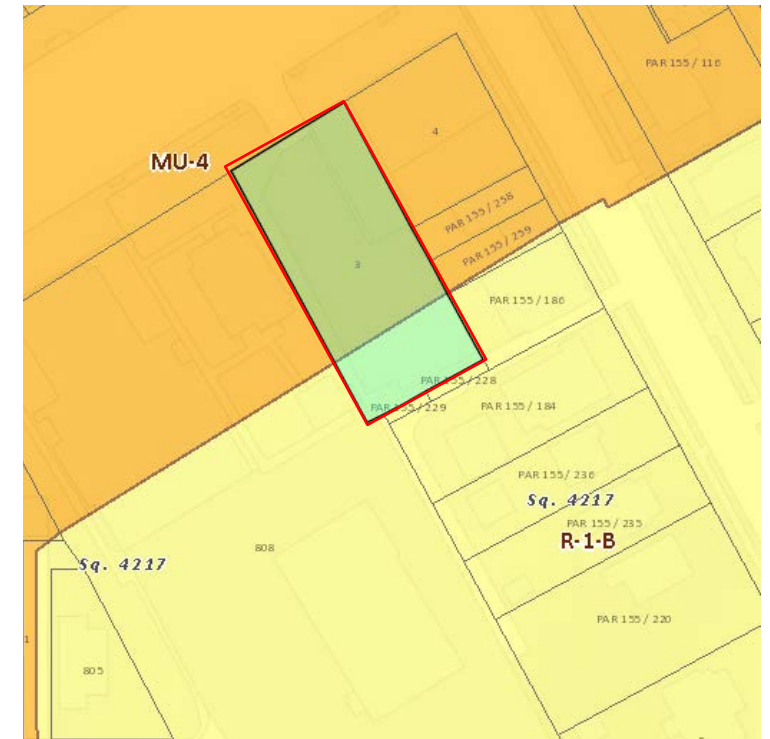 PAR 155 / 116
4
MU-4
PAR 155 / 258
PAR 155 / 259
3
PAR 155 / 186
PAR 155 / 228
PAR 155 / 229
PAR 155 / 184
PAR 155 / 236
Sq. 4217
PAR 155 / 235
R-1-B
808
Sq. 4217
PAR 155 / 220
1
805